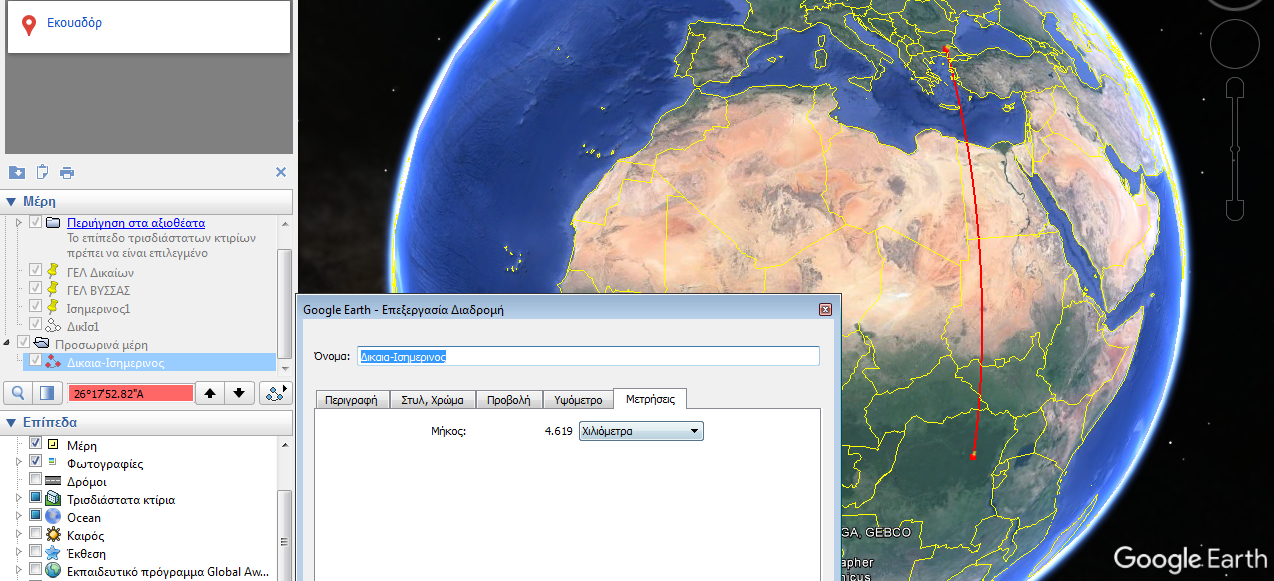 Εκουαδόρ
Μέρη
Περιήγηση στα αξιοθέατα
Το επίπεδο τρισδιάστατων κτιρίων
πρέπει να είναι επιλεγμένο
ΓΕΛ Δικαίων
ΓΕΛ ΒΥΣΣΑΣ
Ισημερινος1
ΔικΙσ1
Προσωρινά μέρη
Δικαια-Ισημερινος
26°17'52.82"A
Επίπεδα
Μέρη
Φωτογραφίες
Δρόμοι
Τρισδιάστατα κτίρια
Ocean
Καιρός
Έκθεση
Εκπαιδευτικό πρόγραμμα Global Aw...
Google Earth - Επεξεργασία Διαδρομή
Όνομα: Δικαια-Ισημερινος
Περιγραφή Στυλ, Χρώμα Προβολή Υψόμετρο Μετρήσεις
Μήκος: 4.619 Χιλιόμετρα
GA, GEBCO
apher
nicus
Google Earth